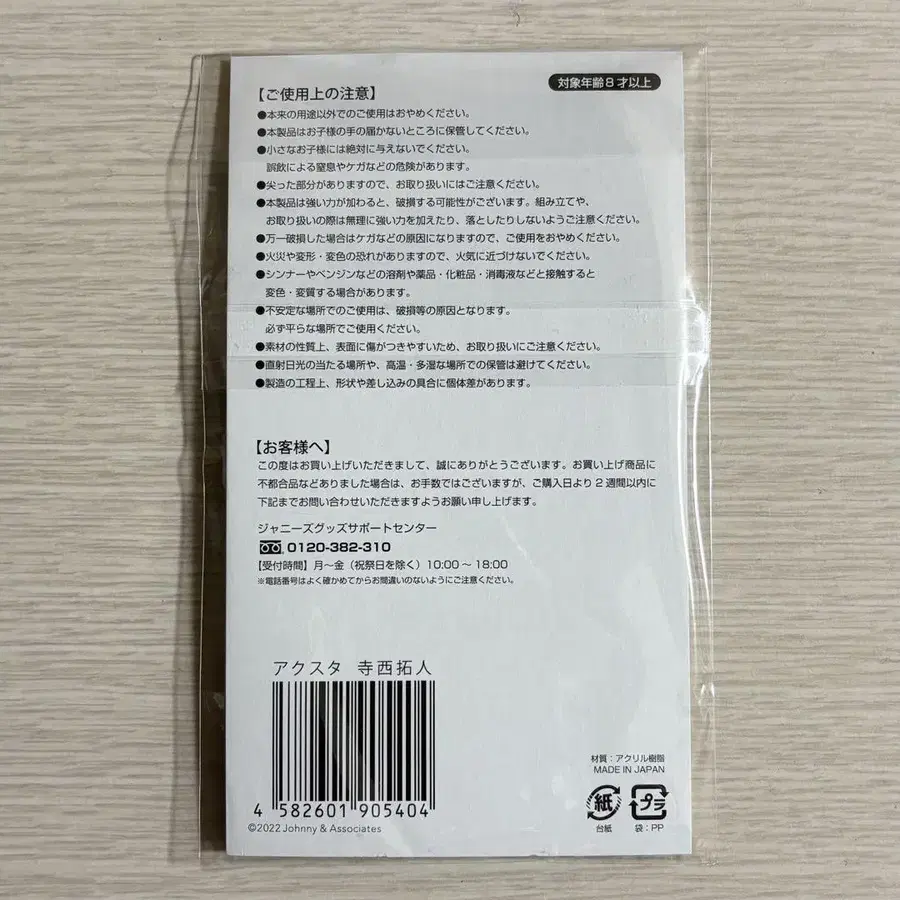 対象年齢8才以上
【ご使用上の注意】
●本来の用途以外でのご使用はおやめください。
●本製品はお子様の手の届かないところに保管してください。
●小さなお子様には絶対に与えないでください。
誤飲による窒息やケガなどの危険があります。
●尖った部分がありますので、お取り扱いにはご注意ください。
●本製品は強い力が加わると、破損する可能性がございます。組み立てや、
お取り扱いの際は無理に強い力を加えたり、落としたりしないようご注意ください。
●万一破損した場合はケガなどの原因になりますので、ご使用をおやめください。
●火災や変形・変色の恐れがありますので、火気に近づけないでください。
●シンナーやベンジンなどの溶剤や薬品・化粧品・消毒液などと接触すると
変色・変質する場合があります。
●不安定な場所でのご使用は、破損等の原因となります。
必ず平らな場所でご使用ください。
●素材の性質上、表面に傷がつきやすいため、お取り扱いにご注意ください。
●直射日光の当たる場所や、高温・多湿な場所での保管は避けてください。
●製造の工程上、形状や差し込みの具合に個体差があります。
【お客様へ】
この度はお買い上げいただきまして、誠にありがとうございます。お買い上げ商品に
不都合品などありました場合は、お手数ではございますが、ご購入日より2週間以内に
下記までお問い合わせいただきますようお願い申し上げます。
ジャニーズグッズサポートセンター
0120-382-310
【受付時間】月～金（祝祭日を除く）10:00～18:00
※電話番号はよく確かめてからお間違いのないようにご注意ください。
アクスタ 寺西拓人
4 582601 905404
©2022 Johnny & Associates
材質：アクリル樹脂
MADE IN JAPAN
紙 プラ
台紙 袋：PP